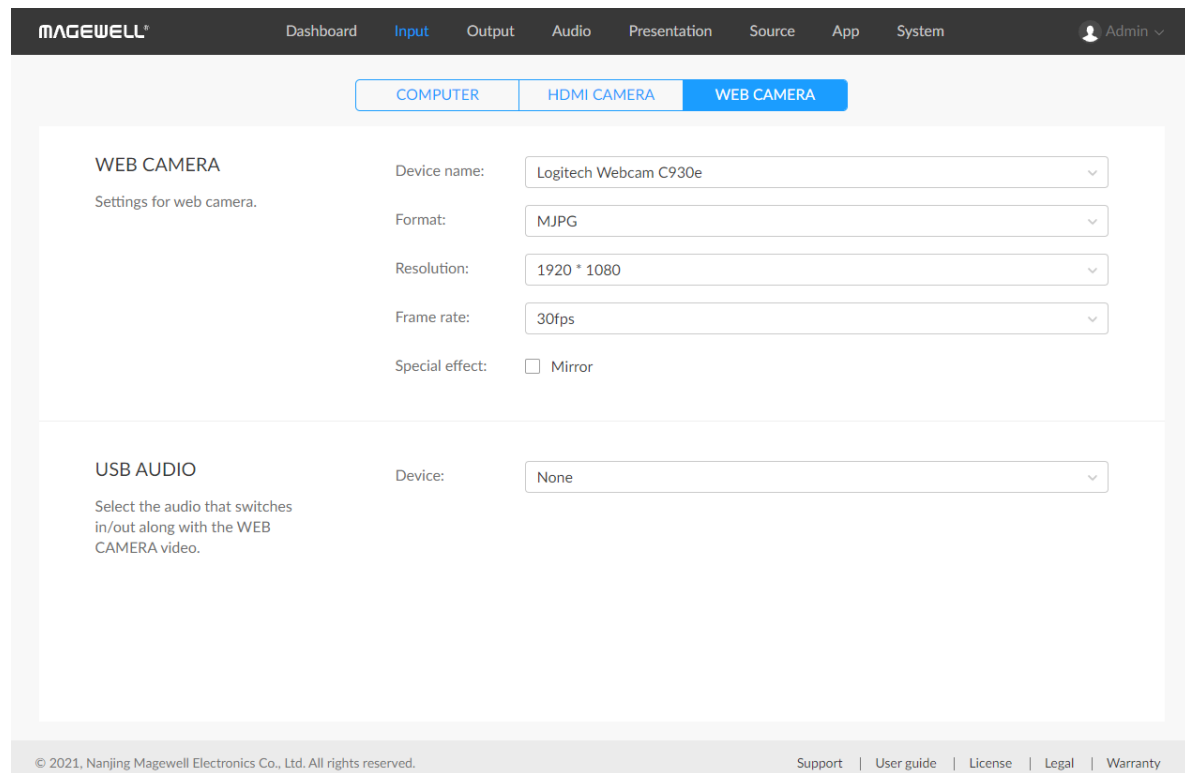 MAGEWELL® Dashboard Input Output Audio Presentation Source App System Admin
COMPUTER HDMI CAMERA WEB CAMERA
WEB CAMERA
Settings for web camera.
Device name: Logitech Webcam C930e
Format: MJPG
Resolution: 1920 * 1080
Frame rate: 30fps
Special effect: Mirror
USB AUDIO
Select the audio that switches
in/out along with the WEB
CAMERA video.
Device: None
© 2021, Nanjing Magewell Electronics Co., Ltd. All rights reserved. Support | User guide | License | Legal | Warranty